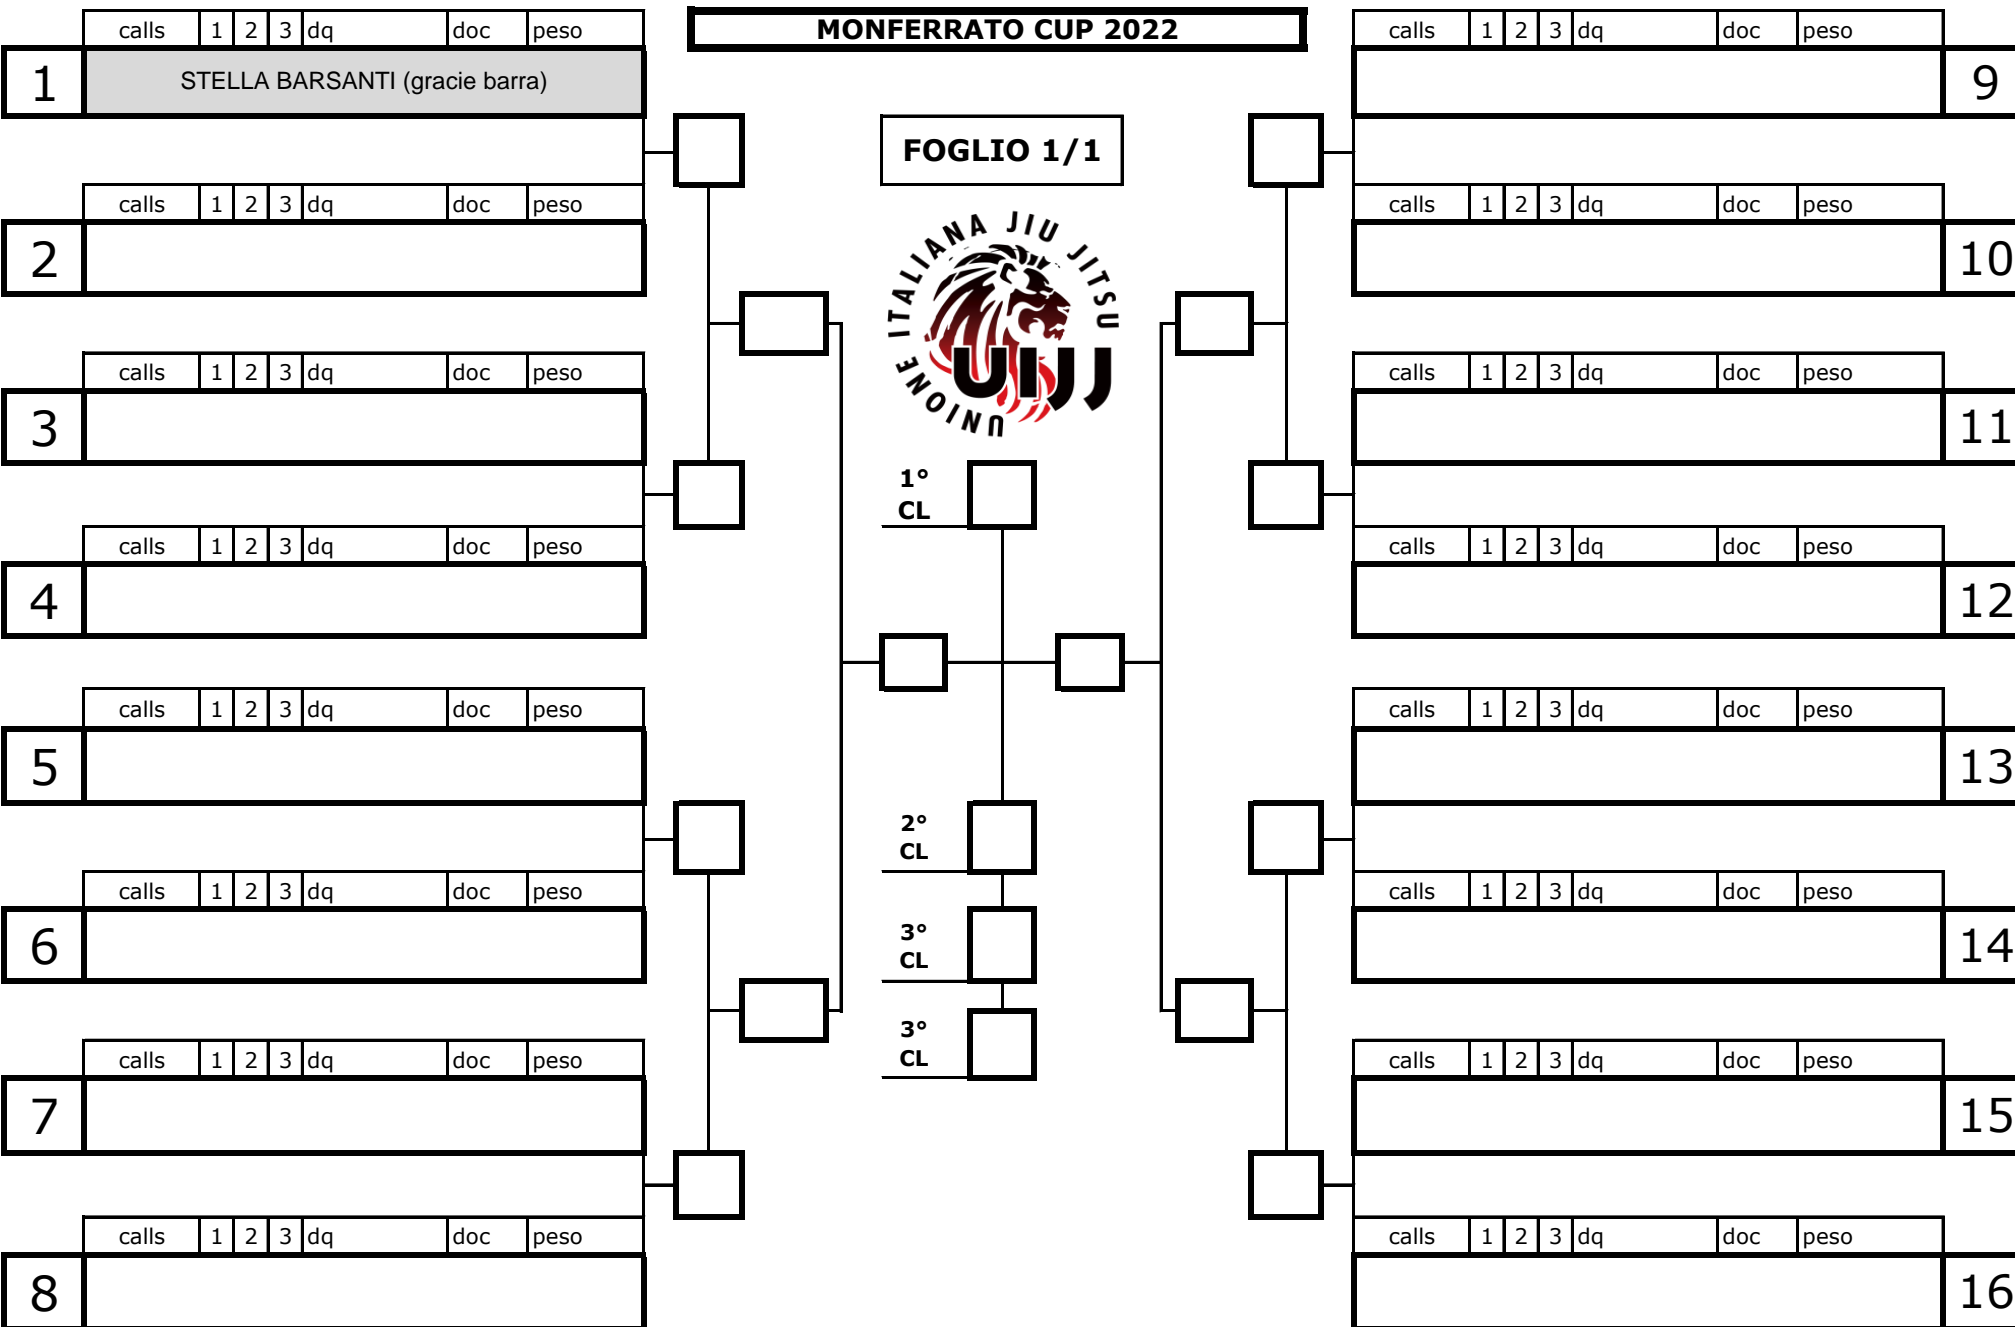 MONFERRATO CUP 2022
calls 1 2 3 dq doc peso
1 STELLA BARSANTI (gracie barra)
calls 1 2 3 dq doc peso
2
calls 1 2 3 dq doc peso
3
calls 1 2 3 dq doc peso
4
calls 1 2 3 dq doc peso
5
calls 1 2 3 dq doc peso
6
calls 1 2 3 dq doc peso
7
calls 1 2 3 dq doc peso
8
FOGLIO 1/1
UNIONE ITALIANA JIU JITSU
UIJJ
1°
CL
2°
CL
3°
CL
3°
CL
calls 1 2 3 dq doc peso
9
calls 1 2 3 dq doc peso
10
calls 1 2 3 dq doc peso
11
calls 1 2 3 dq doc peso
12
calls 1 2 3 dq doc peso
13
calls 1 2 3 dq doc peso
14
calls 1 2 3 dq doc peso
15
calls 1 2 3 dq doc peso
16